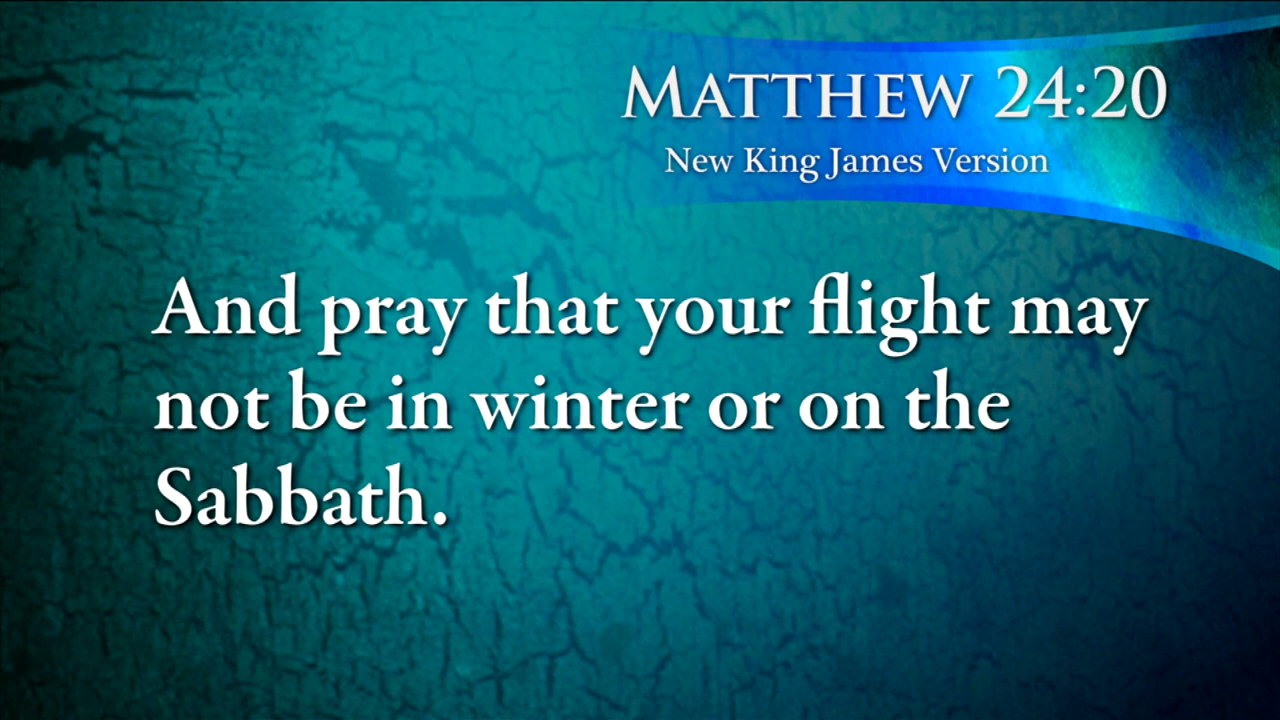 MATTHEW 24:20
New King James Version
And pray that your flight may
not be in winter or on the
Sabbath.